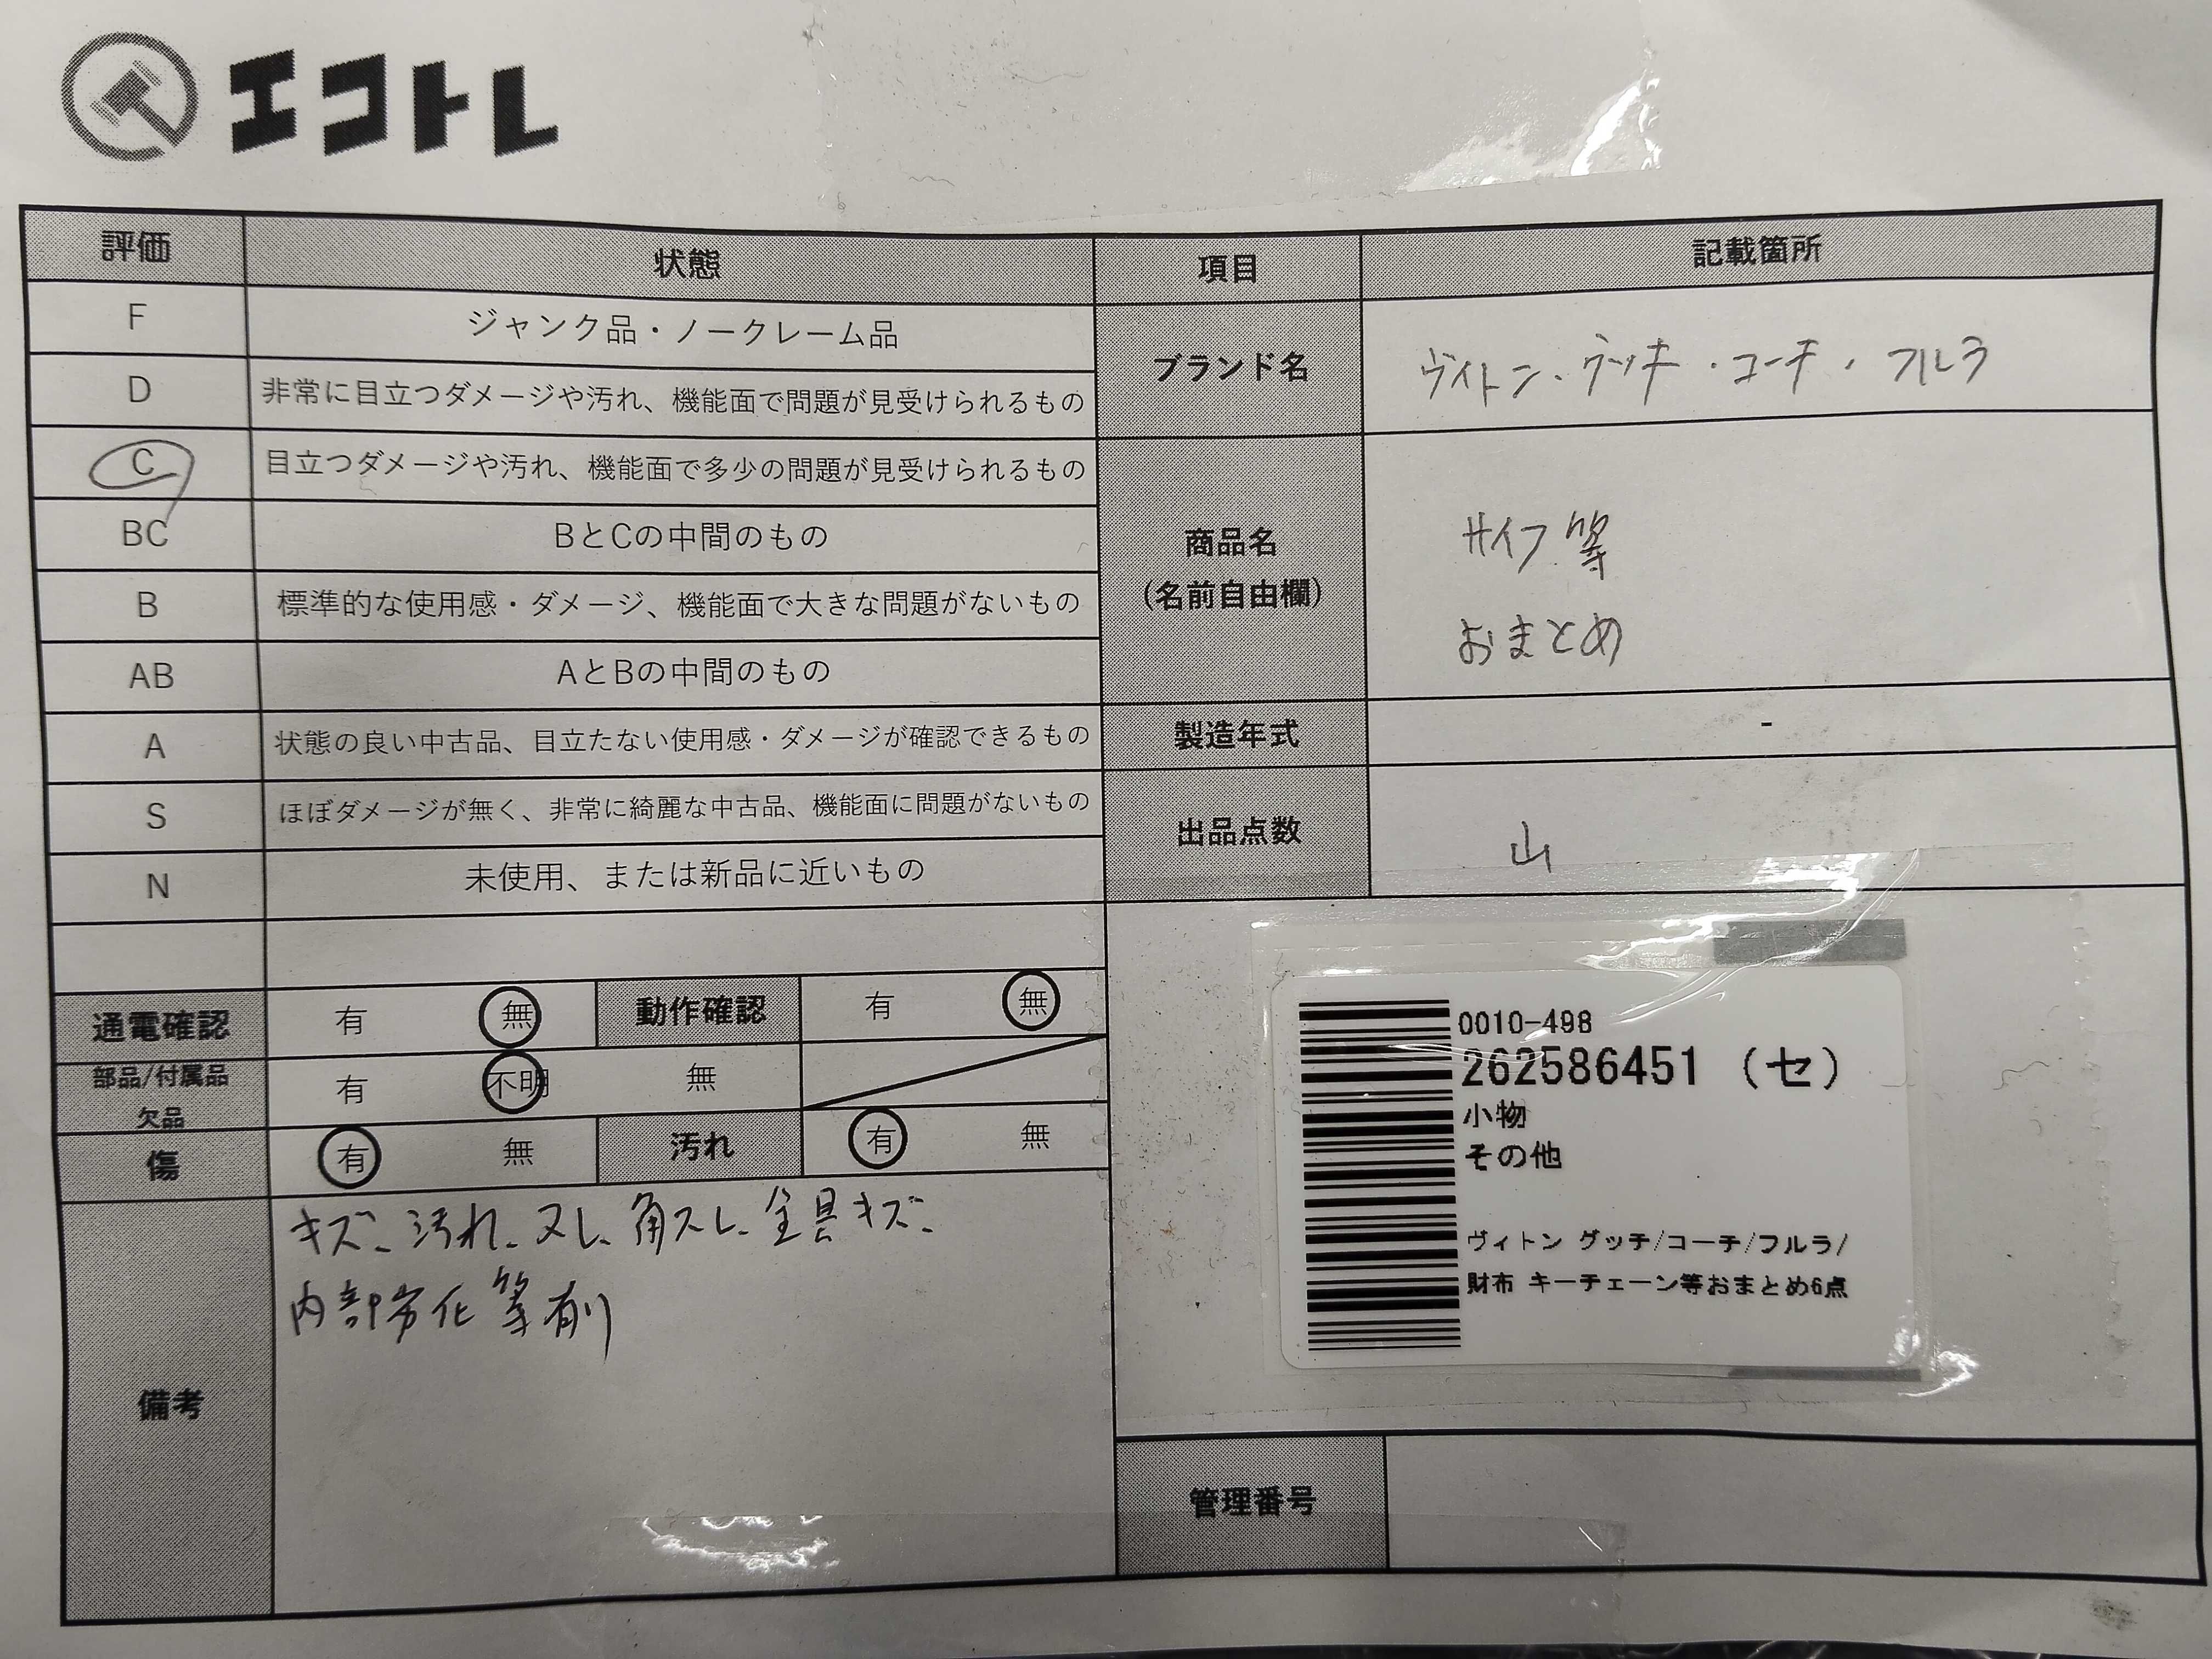 エコトレ
評価 状態 項目 記載箇所
F ジャンク品・ノークレーム品
D 非常に目立つダメージや汚れ、機能面で問題が見受けられるもの
C 目立つダメージや汚れ、機能面で多少の問題が見受けられるもの
BC BとCの中間のもの
B 標準的な使用感・ダメージ、機能面で大きな問題がないもの
AB AとBの中間のもの
A 状態の良い中古品、目立たない使用感・ダメージが確認できるもの
S ほぼダメージが無く、非常に綺麗な中古品、機能面に問題がないもの
N 未使用、または新品に近いもの
ブランド名 ヴィトン・グッチ・コーチ・フルラ
商品名
(名前自由欄)
サイフ等
おまとめ
製造年式 -
出品点数 山
通電確認 有 無 動作確認 有 無
部品/付属品
欠品
有 不明 無
傷 有 無 汚れ 有 無
備考
キズ、汚れ、スレ、角スレ、金具キズ、
内部劣化等有り
0010-498
262586451 (セ)
小物
その他
ヴィトン グッチ/コーチ/フルラ/
財布 キーチェーン等おまとめ6点
管理番号